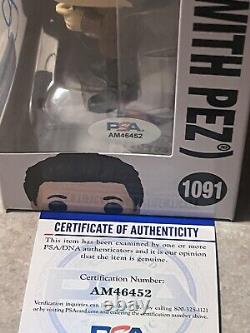 PSA
AM46452
WITH PEZ)
1091
CERTIFICATE OF AUTHENTICITY
This item has been examined by one or more
PSA/DNA authenticators and it is our opinion
that the item is genuine.
Certification Number:
AM46452